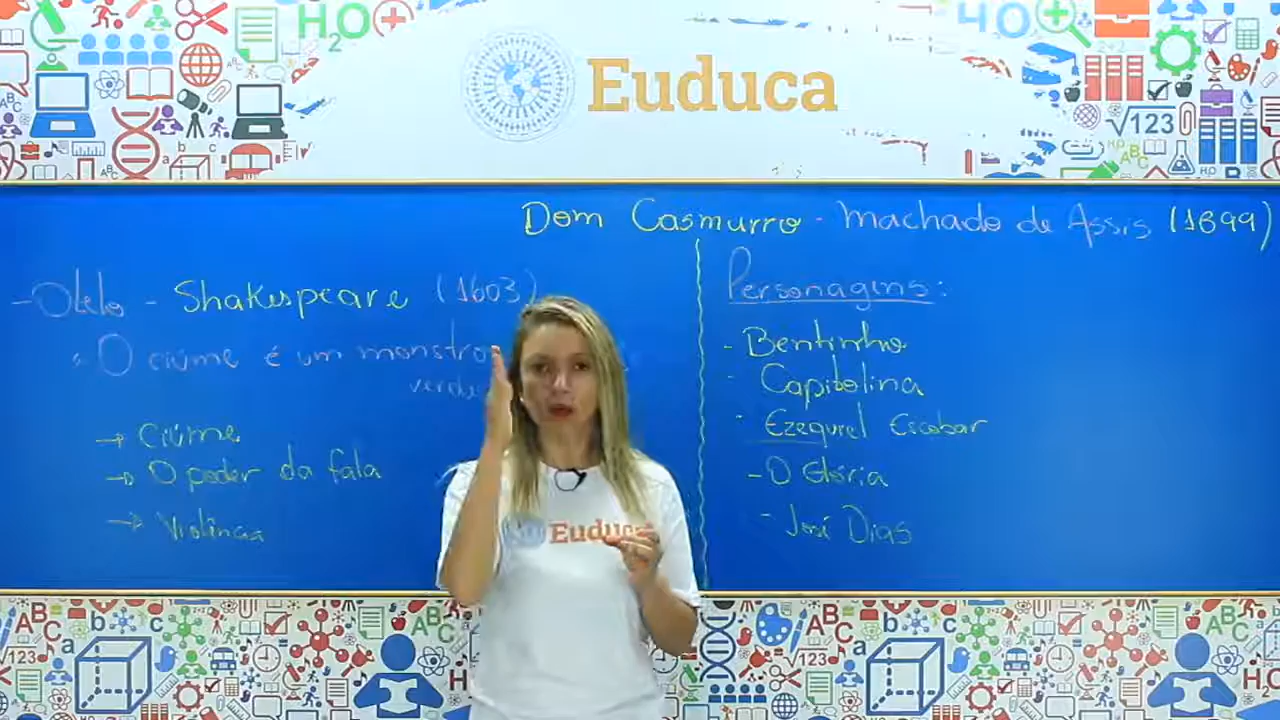 Euduca
Dom Casmurro - Machado de Assis (1899)
- Otelo - Shakespeare (1603)
"O ciúme é um monstro
→ Ciúme
→ O poder da fala
→ Violência
Personagens:
- Bentinho
- Capitolina
- Ezequiel Escobar
- D Glória
- José Dias
Euduca